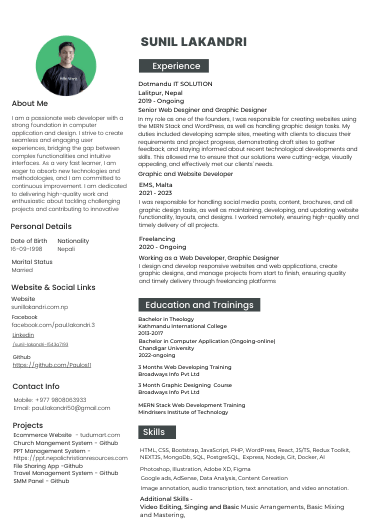 SUNIL LAKANDRI
About Me
I am a passionate web developer with a
strong foundation in computer
application and design. I strive to create
seamless and engaging user
experiences, bridging the gap between
complex functionalities and intuitive
interfaces. As a very fast learner, I am
eager to absorb new technologies and
methodologies, and I am committed to
continuous improvement. I am dedicated
to delivering high-quality work and
enthusiastic about tackling challenging
projects and contributing to innovative
Personal Details
Date of Birth Nationality
16-09-1998 Nepali
Marital Status
Married
Website & Social Links
Website
sunillakandri.com.np
Facebook
facebook.com/paul.lakandri.3
Linkedin
Github
https://github.com/Paulos11
Contact Info
Mobile: +977 9808063933
Email: paullakandri50@gmail.com
Projects
Ecommerce Website - tudumart.com
Church Mangement System - Github
PPT Management System -
https://ppt.nepalichristianresources.com
File Sharing App -Github
Travel Management System - Github
SMM Panel - Github
Experience
Dotmandu IT SOLUTION
Lalitpur, Nepal
2019 - Ongoing
Senior Web Desginer and Graphic Designer
In my role as one of the founders, I was responsible for creating websites using
the MERN Stack and WordPress, as well as handling graphic design tasks. My
duties included developing sample sites, meeting with clients to discuss their
requirements and project progress, demonstrating draft sites to gather
feedback, and staying informed about recent technological developments and
skills. This allowed me to ensure that our solutions were cutting-edge, visually
appealing, and effectively met our clients' needs.
Graphic and Website Developer
EMS, Malta
2021 - 2023
I was responsible for handling social media posts, content, brochures, and all
graphic design tasks, as well as maintaining, developing, and updating website
functionality, layouts, and designs. I worked remotely, ensuring high-quality and
timely delivery of all projects.
Freelancing
2020 - Ongoing
Working as a Web Developer, Graphic Designer
I design and develop responsive websites and web applications, create
graphic designs, and manage projects from start to finish, ensuring quality
and timely delivery through freelancing platforms
Education and Trainings
Bachelor in Theology
Kathmandu International College
2013-2017
Bachelor in Computer Application (Ongoing-online)
Chandigar University
2022-ongoing
3 Months Web Developing Training
Broadways Info Pvt Ltd
3 Month Graphic Designing Course
Broadways Info Pvt Ltd
MERN Stack Web Development Training
Mindrisers Institute of Technology
Skills
HTML, CSS, Bootstrap, JavaScript, PHP, WordPress, React, JS/TS, Redux Toolkit,
NEXTJS, MongoDB, SQL, PostgreSQL, Express, Nodejs, Git, Docker, Ai
Photoshop, Illustration, Adobe XD, Figma
Google ads, AdSense, Data Analysis, Content Cereation
Image annotation, audio transcription, text annotation, and video annotation.
Additional Skills -
Video Editing, Singing and Basic Music Arrangements, Basic Mixing
and Mastering,